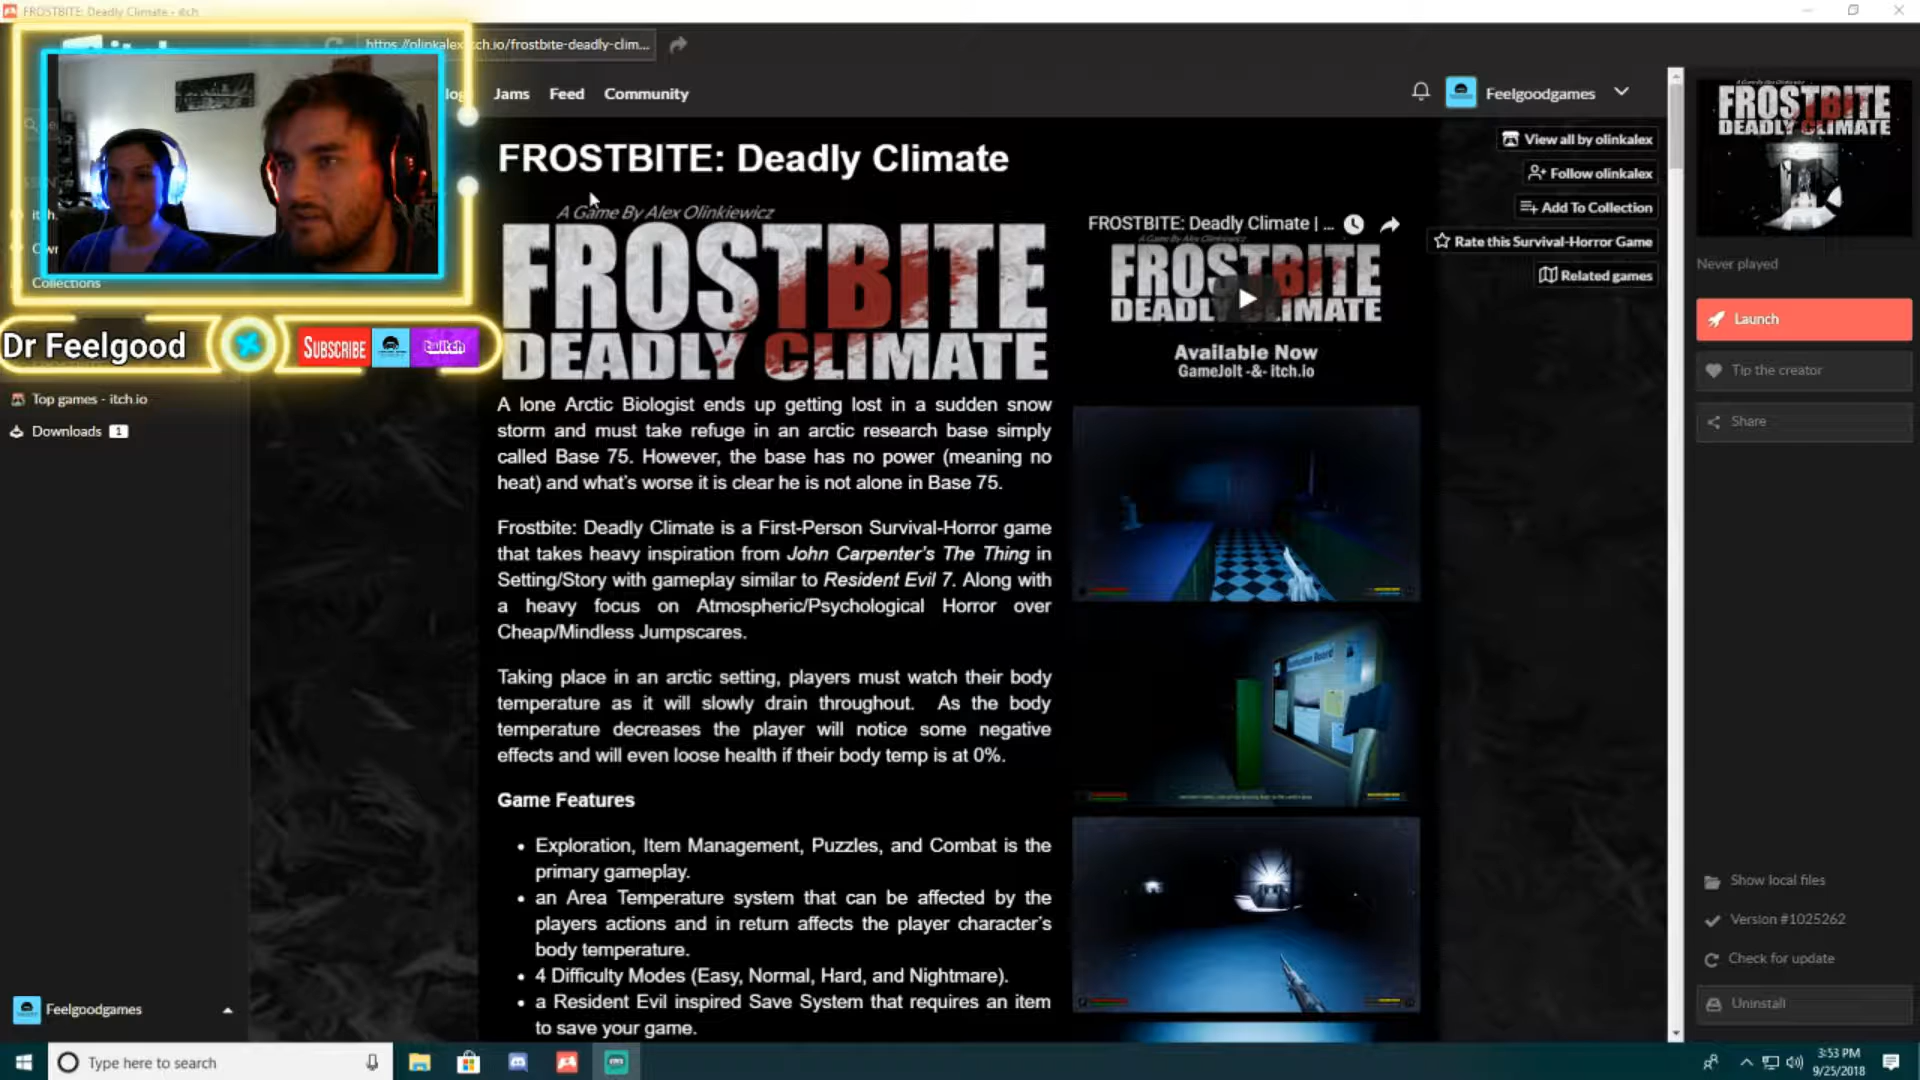 FROSTBITE: Deadly Climate - itch
https://olinkalex
ch.io/frostbite-deadly-clim...
Jams
Feed
Community
Feelgoodgames
FROSTBITE: Deadly Climate
A Game By Alex Olinkiewicz
FROSTBITE
DEADLY CLIMATE
A lone Arctic Biologist ends up getting lost in a sudden snow
storm and must take refuge in an arctic research base simply
called Base 75. However, the base has no power (meaning no
heat) and what's worse it is clear he is not alone in Base 75.
Frostbite: Deadly Climate is a First-Person Survival-Horror game
that takes heavy inspiration from John Carpenter's The Thing in
Setting/Story with gameplay similar to Resident Evil 7. Along with
a heavy focus on Atmospheric/Psychological Horror over
Cheap/Mindless Jumpscares.
Taking place in an arctic setting, players must watch their body
temperature as it will slowly drain throughout. As the body
temperature decreases the player will notice some negative
effects and will even loose health if their body temp is at 0%.
Game Features
• Exploration, Item Management, Puzzles, and Combat is the
primary gameplay.
• an Area Temperature system that can be affected by the
players actions and in return affects the player character's
body temperature.
• 4 Difficulty Modes (Easy, Normal, Hard, and Nightmare).
• a Resident Evil inspired Save System that requires an item
to save your game.
FROSTBITE: Deadly Climate | ...
FROSTBITE
DEADLY CLIMATE
Available Now
GameJolt -&- itch.io
View all by olinkalex
Follow olinkalex
Add To Collection
Rate this Survival-Horror Game
Related games
FROSTBITE
DEADLY CLIMATE
Never played
Launch
Tip the creator
Share
Show local files
Version #1025262
Check for update
Uninstall
itch.
Collections
Dr Feelgood
SUBSCRIBE
twitch
Top games - itch.io
Downloads 1
Feelgoodgames
Type here to search
3:53 PM
9/25/2018